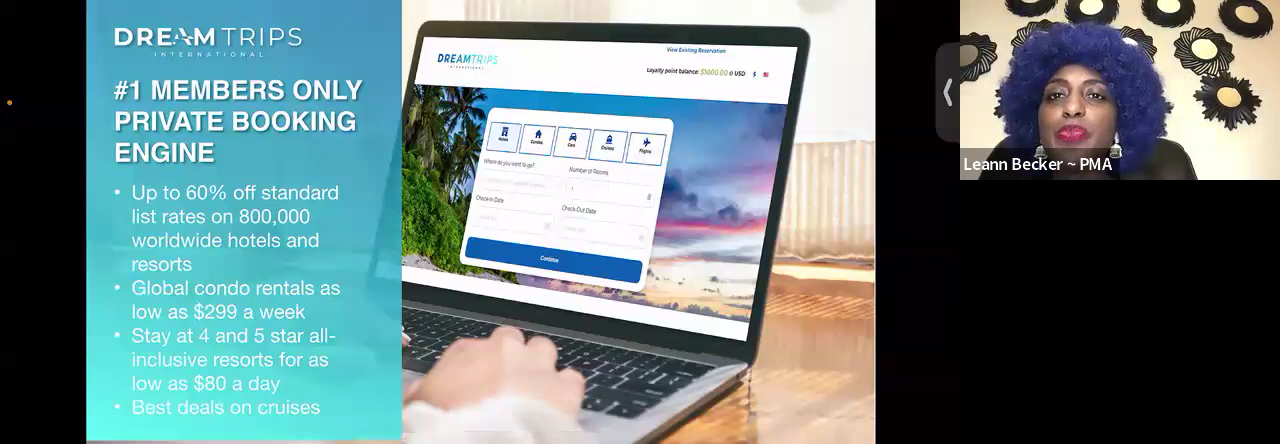 DREAMTRIPS
INTERNATIONAL
#1 MEMBERS ONLY
PRIVATE BOOKING
ENGINE
• Up to 60% off standard
list rates on 800,000
worldwide hotels and
resorts
• Global condo rentals as
low as $299 a week
• Stay at 4 and 5 star all-
inclusive resorts for as
low as $80 a day
• Best deals on cruises
View Existing Reservation
DREAMTRIPS
INTERNATIONAL
Loyalty point balance: $1000.00 @ USD $
Hotels Condos Cars Cruises Flights
Where do you want to go?
Number of Rooms
1
Check-In Date
Check-Out Date
Continue
Leann Becker ~ PMA